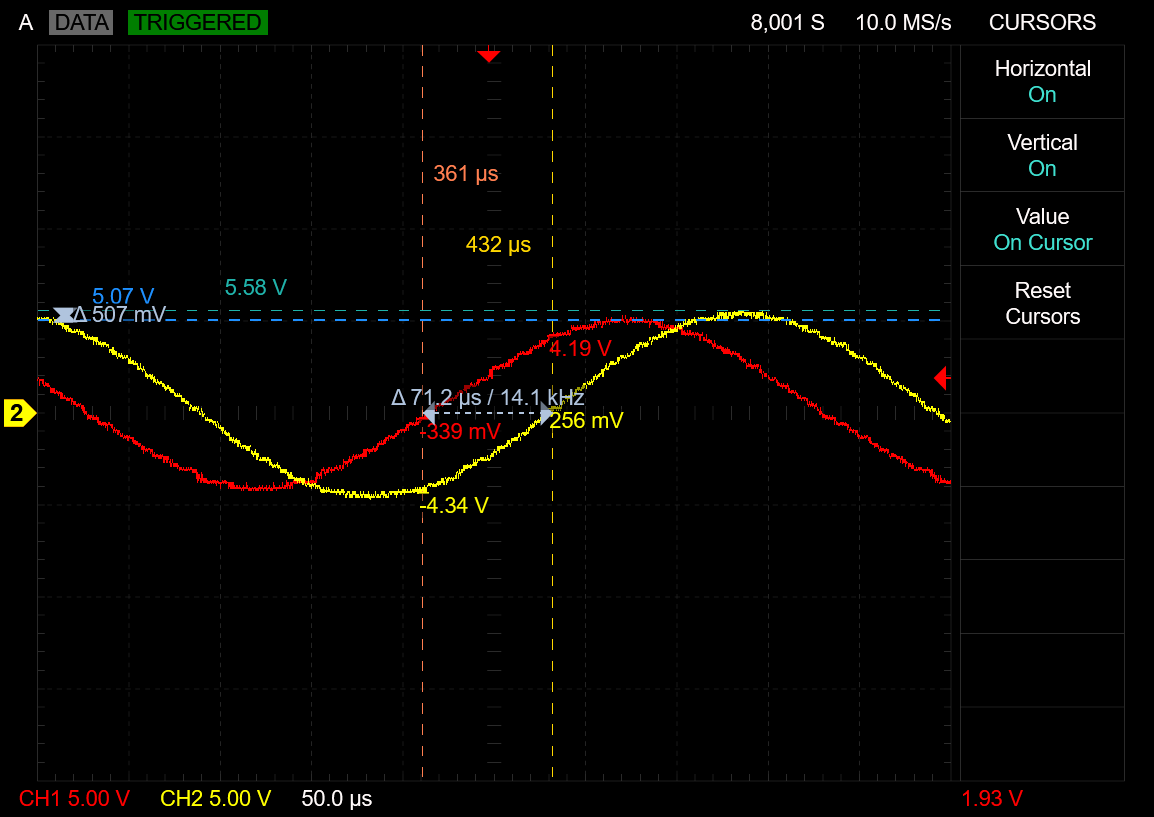 A DATA TRIGGERED 8,001 S 10.0 MS/s CURSORS
Horizontal
On
Vertical
On
361 µs
Value
432 µs
On Cursor
5.58 V
5.07 V
Δ 507 mV
Reset
Cursors
4.19 V
Δ 71.2 µs / 14.1 kHz
2
256 mV
-339 mV
-4.34 V
CH1 5.00 V CH2 5.00 V 50.0 µs 1.93 V